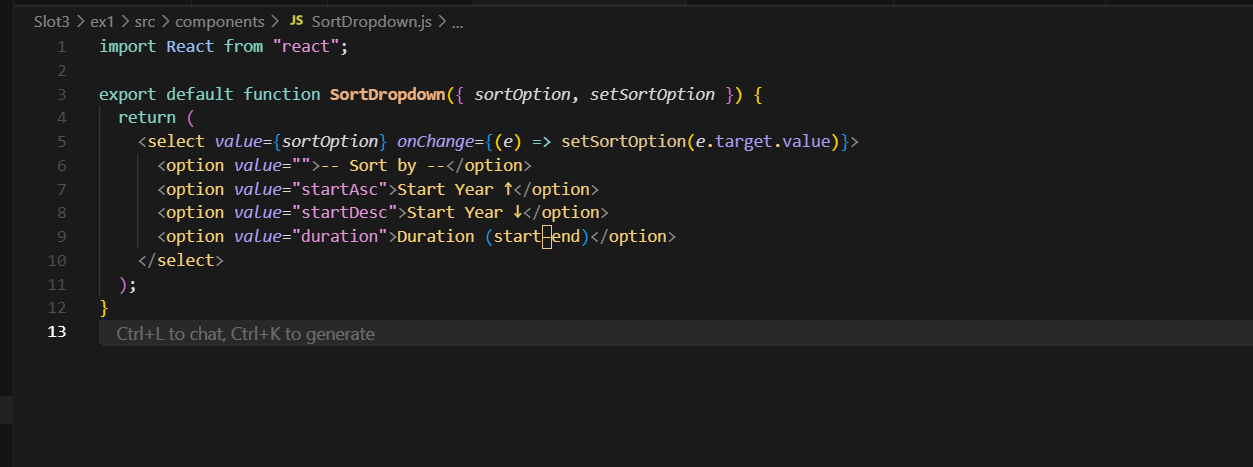 Slot3 > ex1 > src > components > JS SortDropdown.js > ...
1 import React from "react";
2
3 export default function SortDropdown({ sortOption, setSortOption }) {
4   return (
5     <select value={sortOption} onChange={(e) => setSortOption(e.target.value)}>
6       <option value="">-- Sort by --</option>
7       <option value="startAsc">Start Year ↑</option>
8       <option value="startDesc">Start Year ↓</option>
9       <option value="duration">Duration (start–end)</option>
10     </select>
11   );
12 }
13 Ctrl+L to chat, Ctrl+K to generate